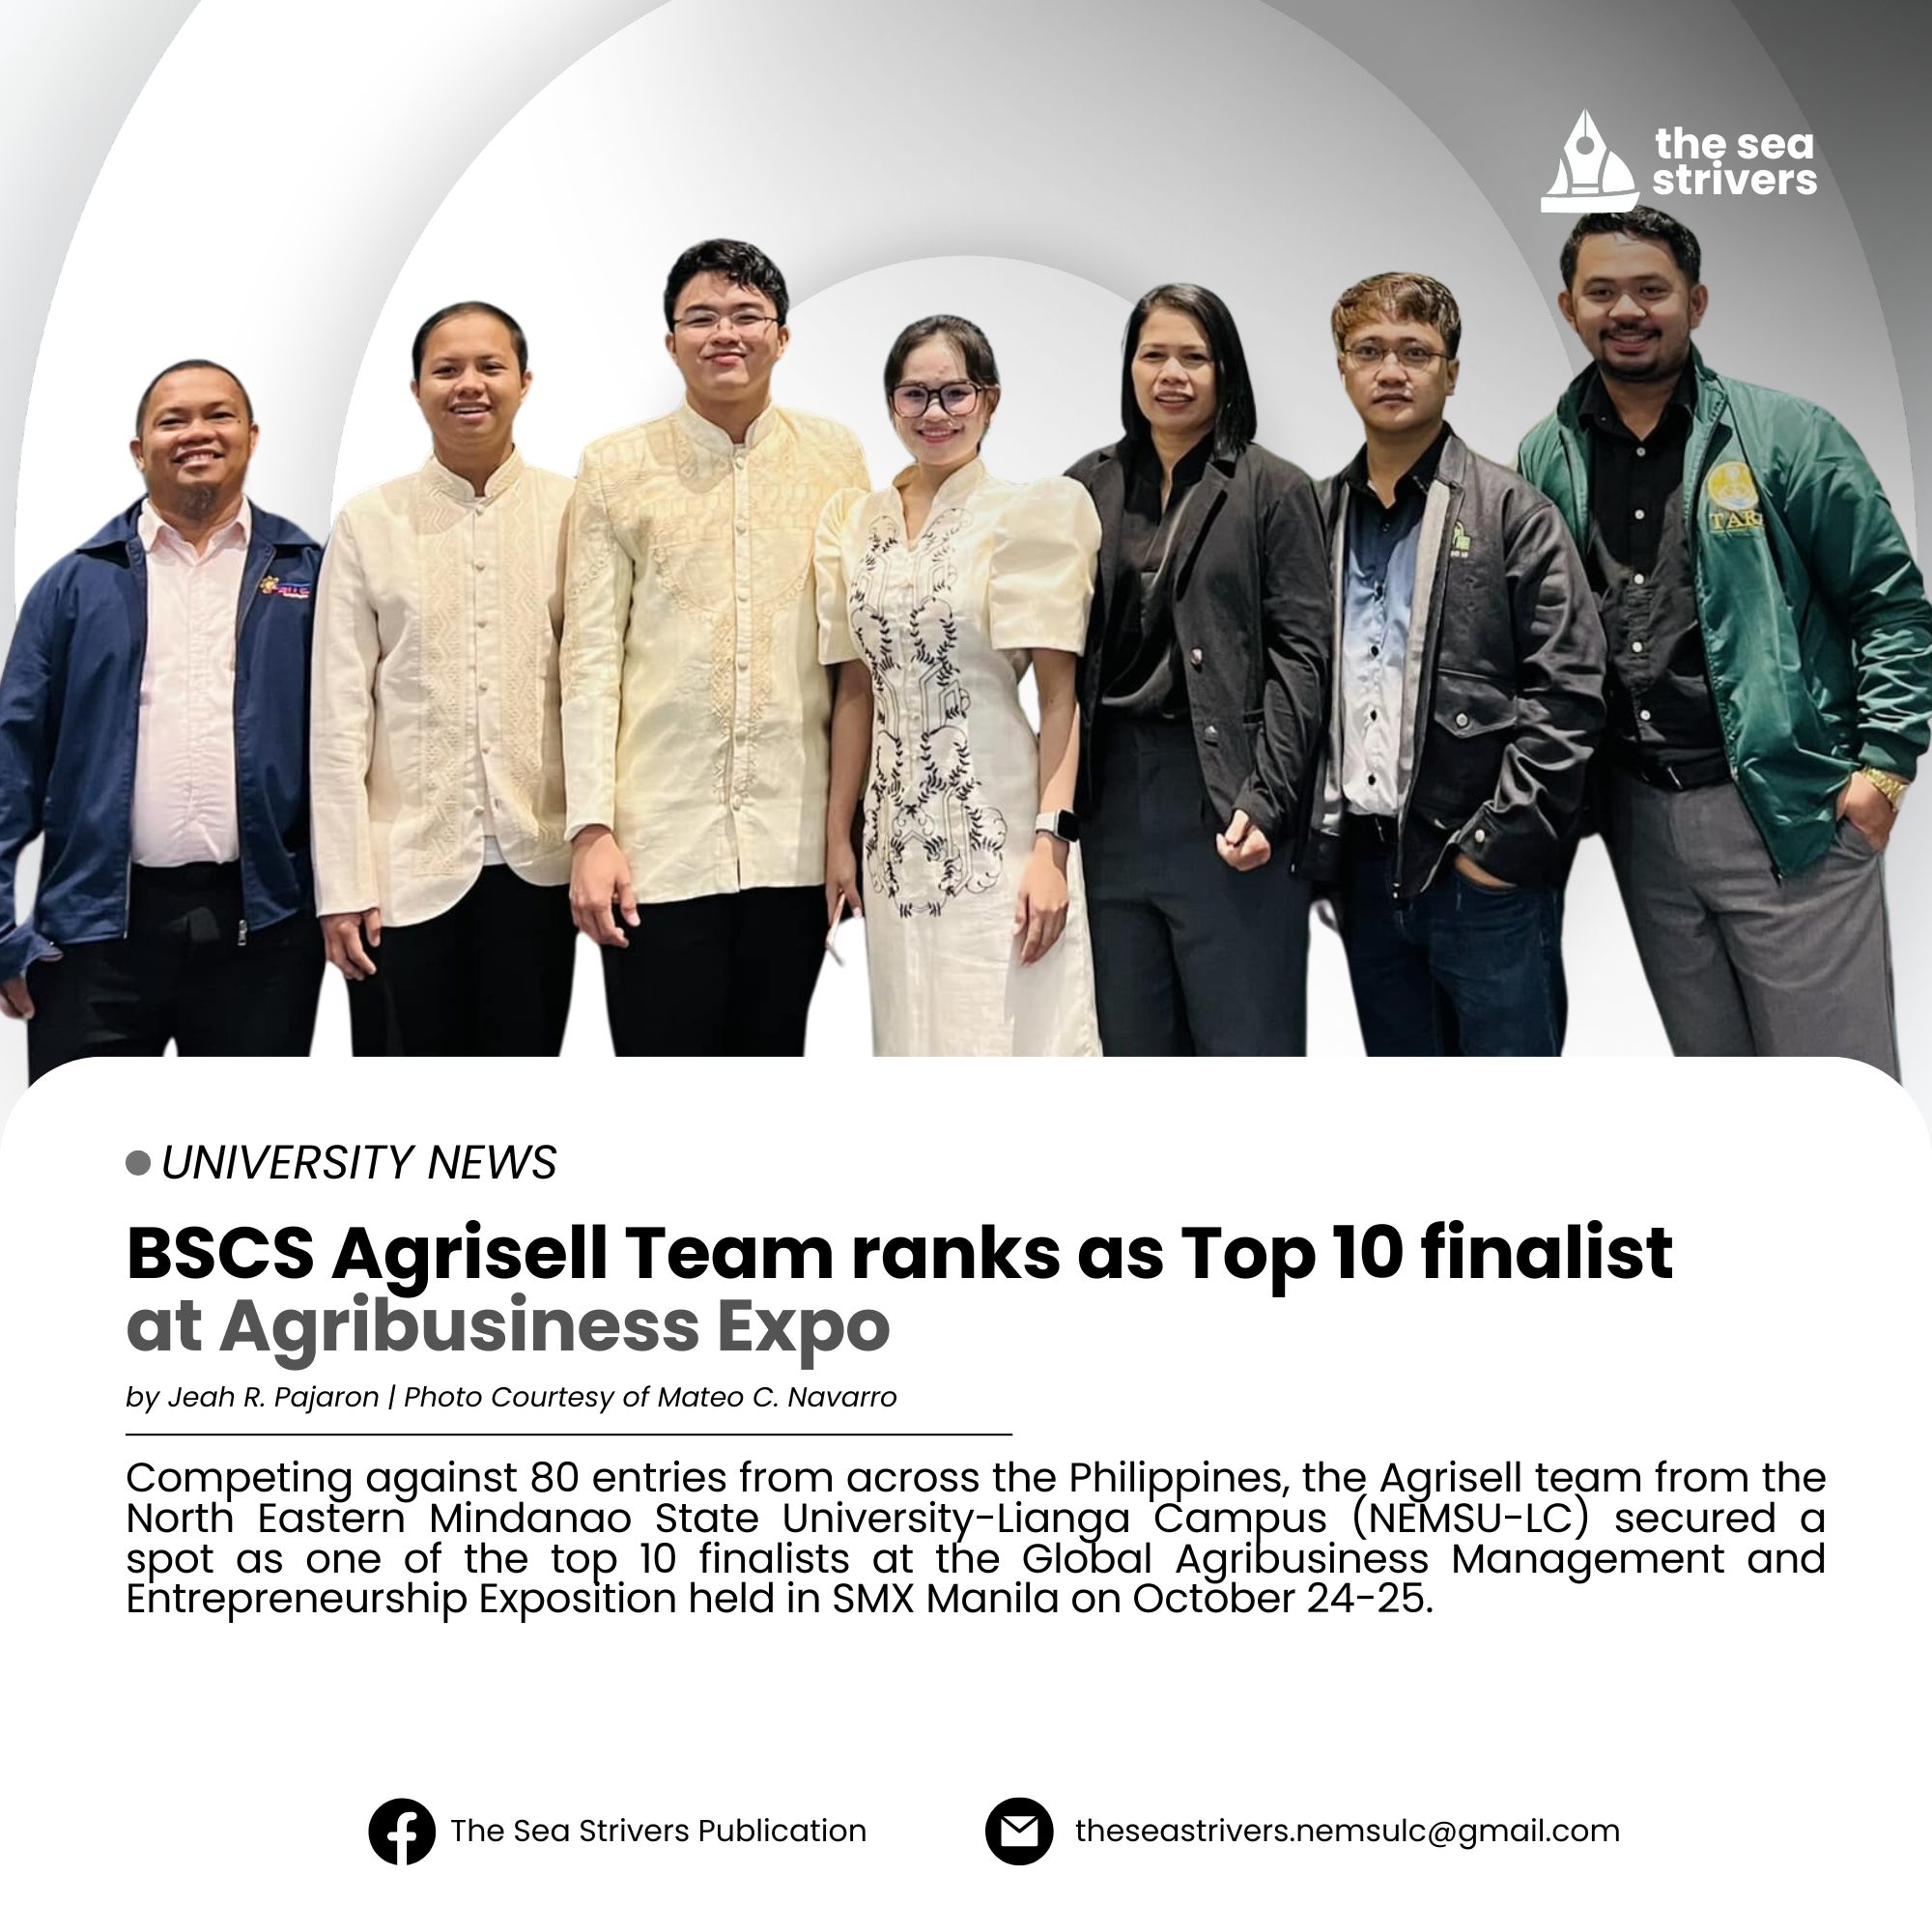 the sea
strivers
TAR
UNIVERSITY NEWS
BSCS Agrisell Team ranks as Top 10 finalist
at Agribusiness Expo
by Jeah R. Pajaron | Photo Courtesy of Mateo C. Navarro
Competing against 80 entries from across the Philippines, the Agrisell team from the
North Eastern Mindanao State University-Lianga Campus (NEMSU-LC) secured a
spot as one of the top 10 finalists at the Global Agribusiness Management and
Entrepreneurship Exposition held in SMX Manila on October 24-25.
The Sea Strivers Publication
theseastrivers.nemsulc@gmail.com